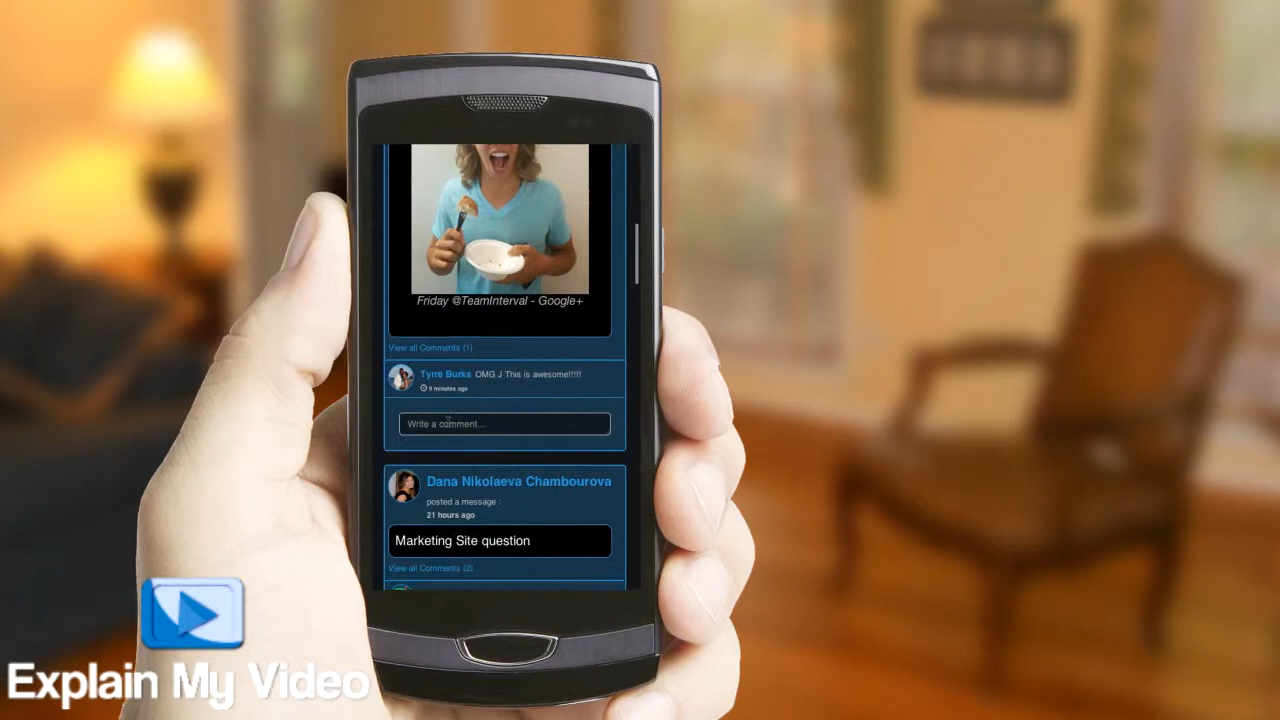 Friday @TeamInterval - Google+
View all Comments (1)
Tyrre Burks OMG J This is awesome!!!!!
9 minutes ago
Write a comment...
Dana Nikolaeva Chambourova
posted a message :
21 hours ago
Marketing Site question
View all Comments (2)
Explain My Video